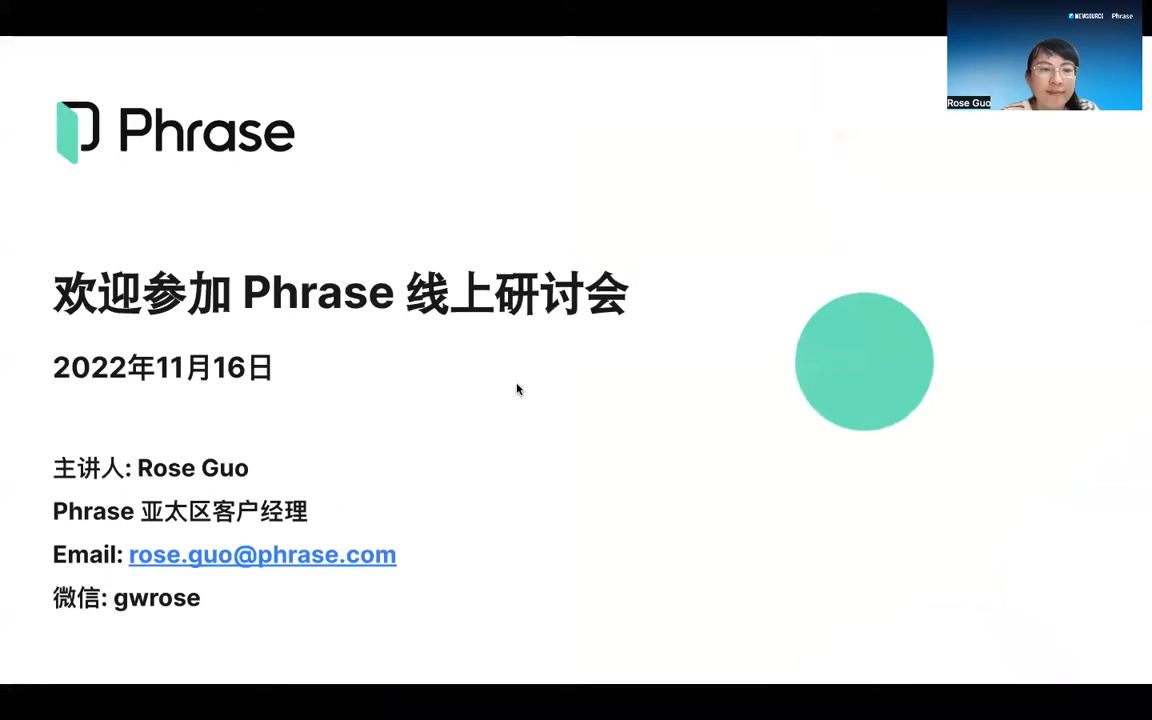 NEWSOURCE Phrase
Rose Guo
Phrase
欢迎参加 Phrase 线上研讨会
2022年11月16日
主讲人: Rose Guo
Phrase 亚太区客户经理
Email: rose.guo@phrase.com
微信: gwrose